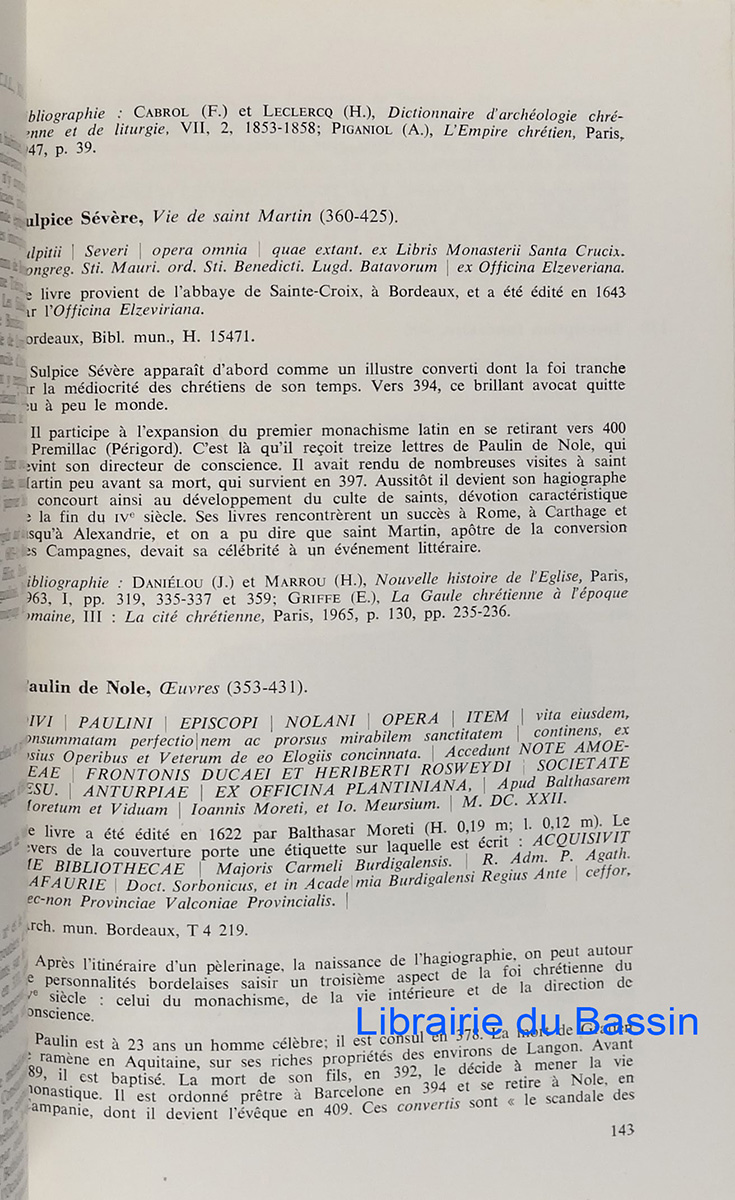 bliographie : CABROL (F.) et LECLERCQ (H.), Dictionnaire d'archéologie chré-
enne et de liturgie, VII, 2, 1853-1858; PIGANIOL (A.), L'Empire chrétien, Paris,
947, p. 39.
ulpice Sévère, Vie de saint Martin (360-425).
ulpitii | Severi | opera omnia | quae extant. ex Libris Monasterii Santa Crucix.
ongreg. Sti. Mauri. ord. Sti. Benedicti. Lugd. Batavorum | ex Officina Elzeveriana.
e livre provient de l'abbaye de Sainte-Croix, à Bordeaux, et a été édité en 1643
ar l'Officina Elzeviriana.
ordeaux, Bibl. mun., H. 15471.
Sulpice Sévère apparaît d'abord comme un illustre converti dont la foi tranche
ur la médiocrité des chrétiens de son temps. Vers 394, ce brillant avocat quitte
eu à peu le monde.
Il participe à l'expansion du premier monachisme latin en se retirant vers 400
Premillac (Périgord). C'est là qu'il reçoit treize lettres de Paulin de Nole, qui
evint son directeur de conscience. Il avait rendu de nombreuses visites à saint
artin peu avant sa mort, qui survient en 397. Aussitôt il devient son hagiographe
concourt ainsi au développement du culte de saints, dévotion caractéristique
e la fin du IVe siècle. Ses livres rencontrèrent un succès à Rome, à Carthage et
usqu'à Alexandrie, et on a pu dire que saint Martin, apôtre de la conversion
es Campagnes, devait sa célébrité à un événement littéraire.
ibliographie : DANIÉLOU (J.) et MARROU (H.), Nouvelle histoire de l'Eglise, Paris,
963, I, pp. 319, 335-337 et 359; GRIFFE (E.), La Gaule chrétienne à l'époque
omaine, III : La cité chrétienne, Paris, 1965, p. 130, pp. 235-236.
aulin de Nole, Œuvres (353-431).
IVI | PAULINI | EPISCOPI | NOLANI | OPERA | ITEM | vita eiusdem,
onsummatam perfectio|nem ac prorsus mirabilem sanctitatem | continens, ex
osius Operibus et Veterum de eo Elogiis concinnata. | Accedunt NOTE AMOE-
EAE | FRONTONIS DUCAEI ET HERIBERTI ROSWEYDI | SOCIETATE
ESU. | ANTURPIAE | EX OFFICINA PLANTINIANA, | Apud Balthasarem
oretum et Viduam | Ioannis Moreti, et Io. Meursium. | M. DC. XXII.
e livre a été édité en 1622 par Balthasar Moreti (H. 0,19 m; l. 0,12 m). Le
evers de la couverture porte une étiquette sur laquelle est écrit : ACQUISIVIT
E BIBLIOTHECAE | Majoris Carmeli Burdigalensis. | R. Adm. P. Agath.
AFAURIE | Doct. Sorbonicus, et in Acade|mia Burdigalensi Regius Ante | ceffor,
ec-non Provinciae Valconiae Provincialis. |
rch. mun. Bordeaux, T 4 219.
Après l'itinéraire d'un pèlerinage, la naissance de l'hagiographie, on peut autour
e personnalités bordelaises saisir un troisième aspect de la foi chrétienne du
Ve siècle : celui du monachisme, de la vie intérieure et de la direction de
onscience.
Librairie du Bassin
Paulin est à 23 ans un homme célèbre; il est consul en 378. La mort de Gratien
ramène en Aquitaine, sur ses riches propriétés des environs de Langon. Avant
89, il est baptisé. La mort de son fils, en 392, le décide à mener la vie
onastique. Il est ordonné prêtre à Barcelone en 394 et se retire à Nole, en
ampanie, dont il devient l'évêque en 409. Ces convertis sont « le scandale des
143